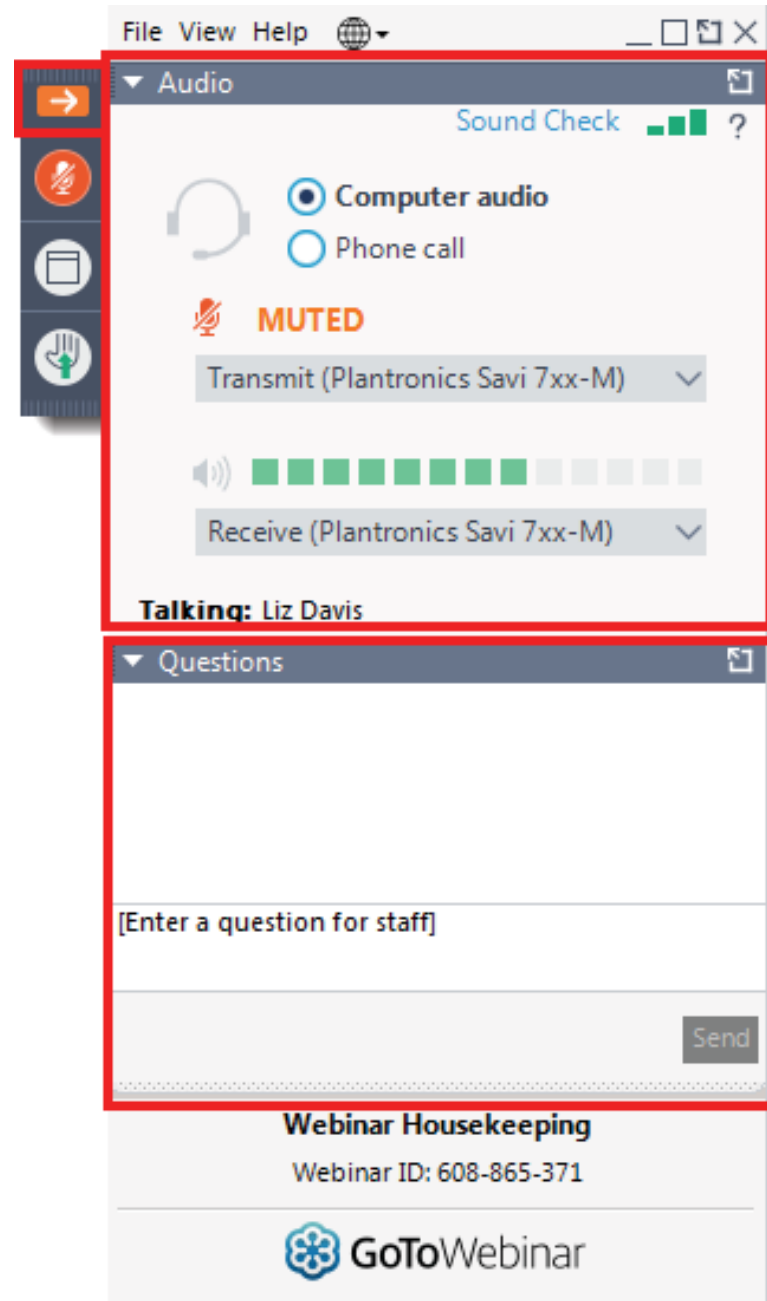 File View Help
Audio
Sound Check ?
Computer audio
Phone call
MUTED
Transmit (Plantronics Savi 7xx-M)
Receive (Plantronics Savi 7xx-M)
Talking: Liz Davis
Questions
[Enter a question for staff]
Send
Webinar Housekeeping
Webinar ID: 608-865-371
GoToWebinar